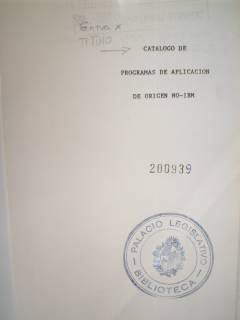 CATALOGO DE
PROGRAMAS DE APLICACION
DE ORIGEN NO-IBM
200939
PALACIO LEGISLATIVO
BIBLIOTECA